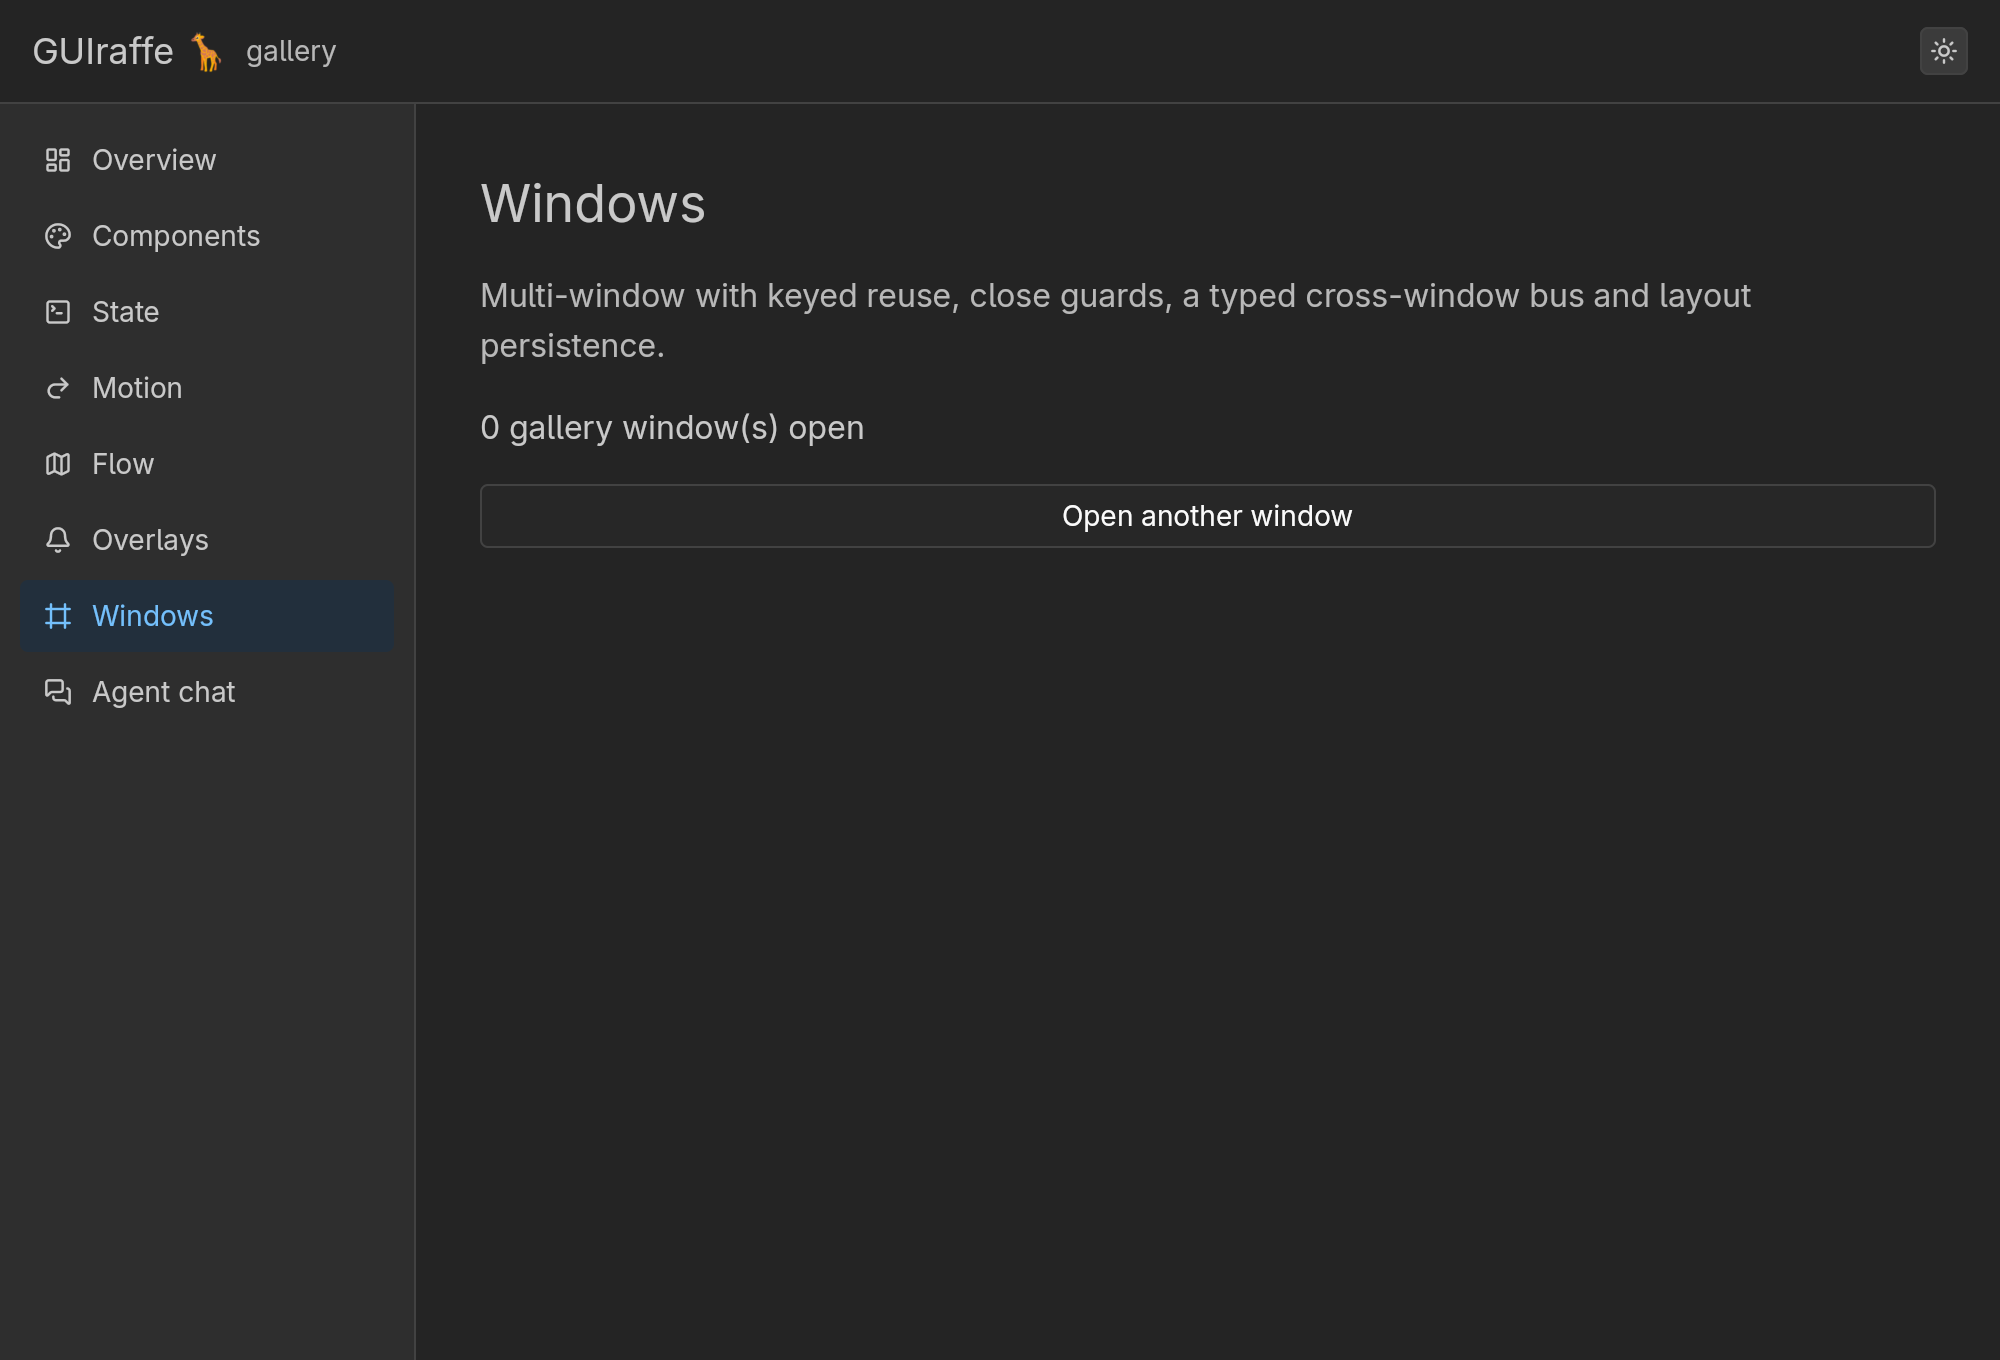 GUIraffe 🦒 gallery
Overview
Components
State
Motion
Flow
Overlays
Windows
Agent chat
Windows
Multi-window with keyed reuse, close guards, a typed cross-window bus and layout
persistence.
0 gallery window(s) open
Open another window